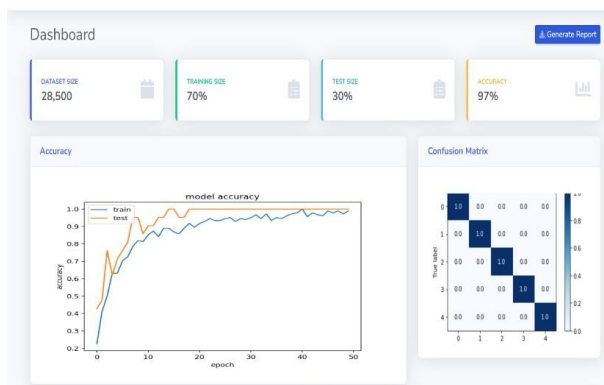 Dashboard
Generate Report
DATASET SIZE
28,500
TRAINING SIZE
70%
TEST SIZE
30%
ACCURACY
97%
Accuracy
model accuracy
train
test
1.0
0.9
0.8
0.7
0.6
0.5
0.4
0.3
0.2
accuracy
0 10 20 30 40 50
epoch
Confusion Matrix
True label
0 1.0 0.0 0.0 0.0 0.0
1 0.0 1.0 0.0 0.0 0.0
2 0.0 0.0 1.0 0.0 0.0
3 0.0 0.0 0.0 1.0 0.0
4 0.0 0.0 0.0 0.0 1.0
0 1 2 3 4
1.0
0.8
0.6
0.4
0.2
0.0